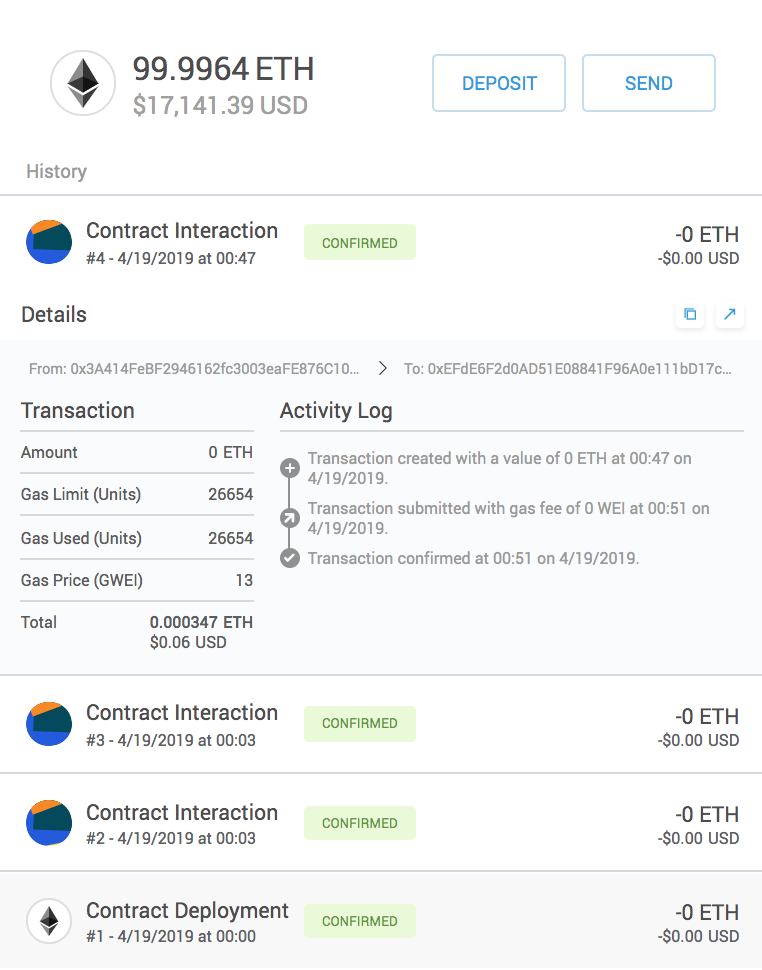 99.9964 ETH
$17,141.39 USD
DEPOSIT
SEND
History
Contract Interaction
#4 - 4/19/2019 at 00:47
CONFIRMED
-0 ETH
-$0.00 USD
Details
From: 0x3A414FeBF2946162fc3003eaFE876C10...
To: 0xEFdE6F2d0AD51E08841F96A0e111bD17c...
Transaction
Amount 0 ETH
Gas Limit (Units) 26654
Gas Used (Units) 26654
Gas Price (GWEI) 13
Total 0.000347 ETH
$0.06 USD
Activity Log
Transaction created with a value of 0 ETH at 00:47 on
4/19/2019.
Transaction submitted with gas fee of 0 WEI at 00:51 on
4/19/2019.
Transaction confirmed at 00:51 on 4/19/2019.
Contract Interaction
#3 - 4/19/2019 at 00:03
CONFIRMED
-0 ETH
-$0.00 USD
Contract Interaction
#2 - 4/19/2019 at 00:03
CONFIRMED
-0 ETH
-$0.00 USD
Contract Deployment
#1 - 4/19/2019 at 00:00
CONFIRMED
-0 ETH
-$0.00 USD